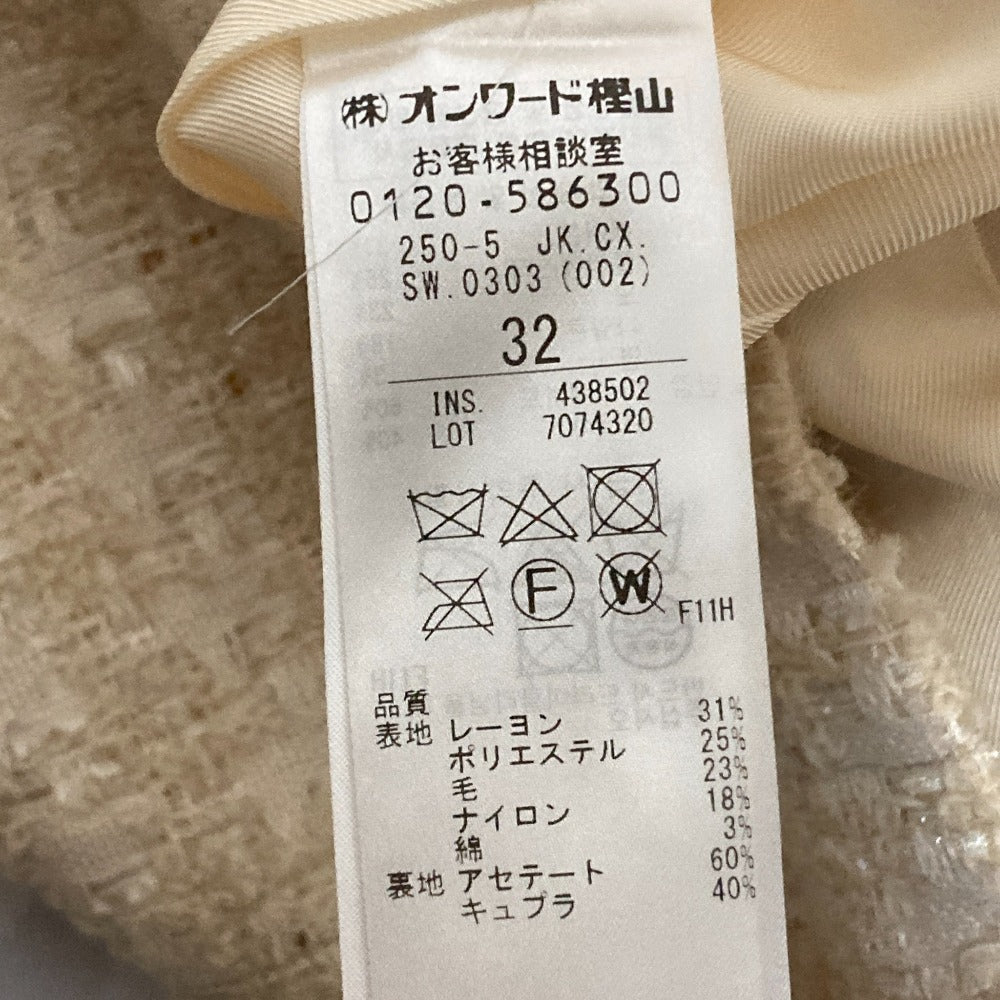 ㈱オンワード樫山
お客様相談室
0120-586300
250-5 JK.CX.
SW.0303 (002)
32
INS. 438502
LOT 7074320
F
W
F11H
品質
表地 レーヨン 31%
ポリエステル 25%
毛 23%
ナイロン 18%
綿 3%
裏地 アセテート 60%
キュプラ 40%